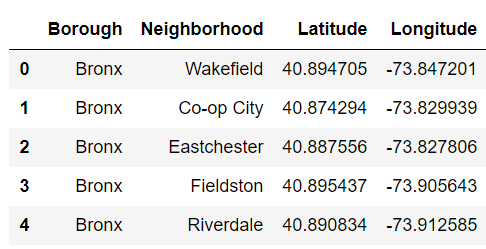 Borough Neighborhood Latitude Longitude
0 Bronx Wakefield 40.894705 -73.847201
1 Bronx Co-op City 40.874294 -73.829939
2 Bronx Eastchester 40.887556 -73.827806
3 Bronx Fieldston 40.895437 -73.905643
4 Bronx Riverdale 40.890834 -73.912585